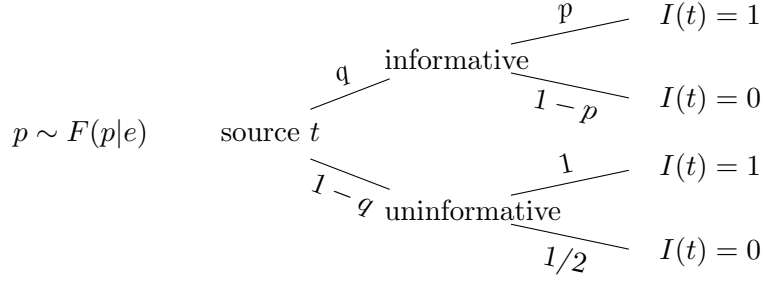 p I(t) = 1
q informative
1 − p I(t) = 0
p ∼ F(p|e) source t
1 I(t) = 1
1 − q uninformative
1/2 I(t) = 0